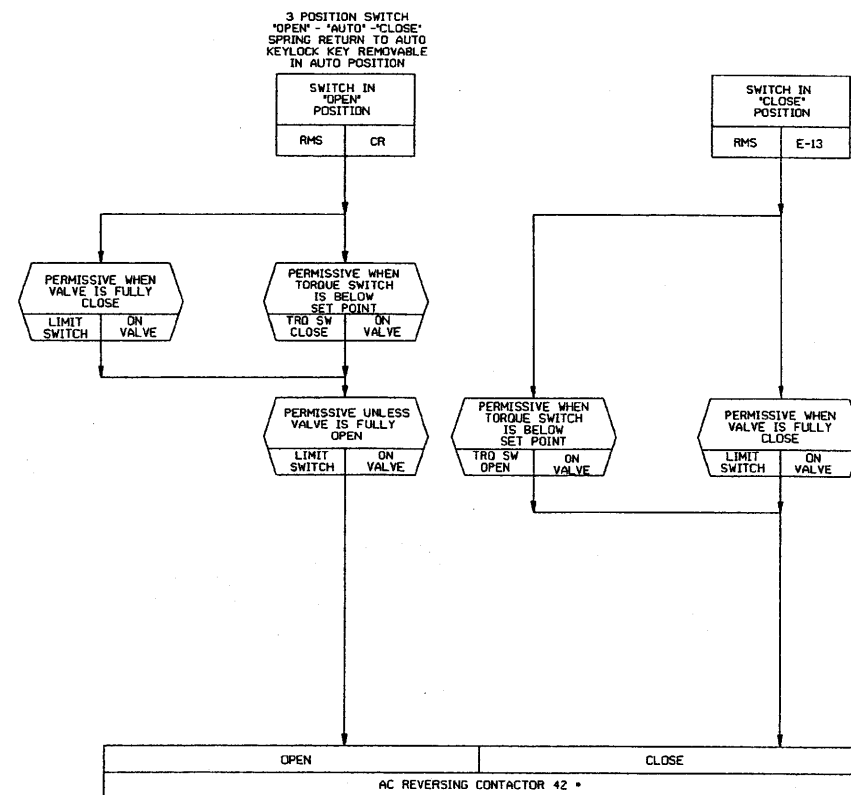 3 POSITION SWITCH
"OPEN" - "AUTO" -"CLOSE"
SPRING RETURN TO AUTO
KEYLOCK KEY REMOVABLE
IN AUTO POSITION
SWITCH IN
"OPEN"
POSITION
RMS
CR
SWITCH IN
"CLOSE"
POSITION
RMS
E-13
PERMISSIVE WHEN
VALVE IS FULLY
CLOSE
LIMIT
SWITCH
ON
VALVE
PERMISSIVE WHEN
TORQUE SWITCH
IS BELOW
SET POINT
TRQ SW
CLOSE
ON
VALVE
PERMISSIVE UNLESS
VALVE IS FULLY
OPEN
LIMIT
SWITCH
ON
VALVE
PERMISSIVE WHEN
TORQUE SWITCH
IS BELOW
SET POINT
TRQ SW
OPEN
ON
VALVE
PERMISSIVE WHEN
VALVE IS FULLY
CLOSE
LIMIT
SWITCH
ON
VALVE
OPEN
CLOSE
AC REVERSING CONTACTOR 42 *